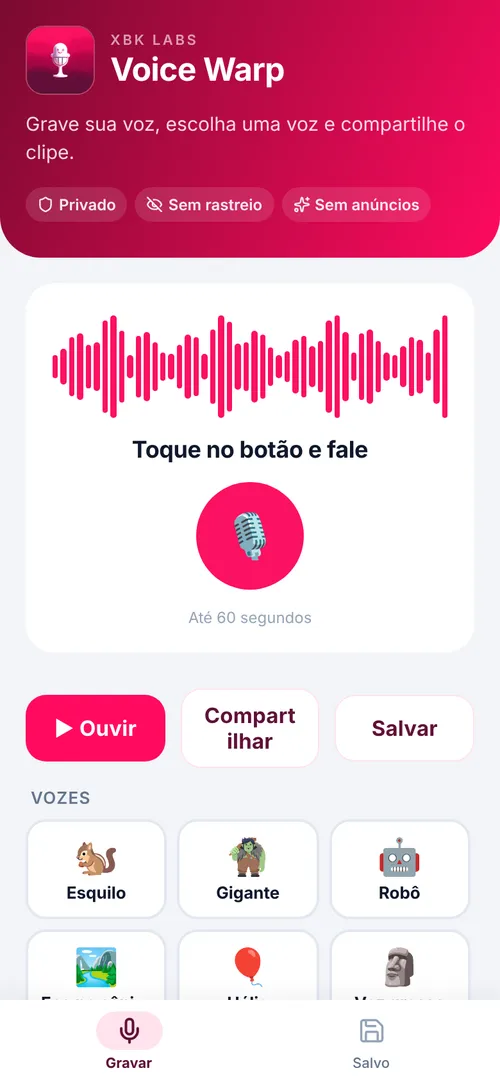 XBK LABS
Voice Warp
Grave sua voz, escolha uma voz e compartilhe o
clipe.
Privado
Sem rastreio
Sem anúncios
Toque no botão e fale
Até 60 segundos
▶ Ouvir
Compart
ilhar
Salvar
VOZES
Esquilo
Gigante
Robô
Gravar
Salvo